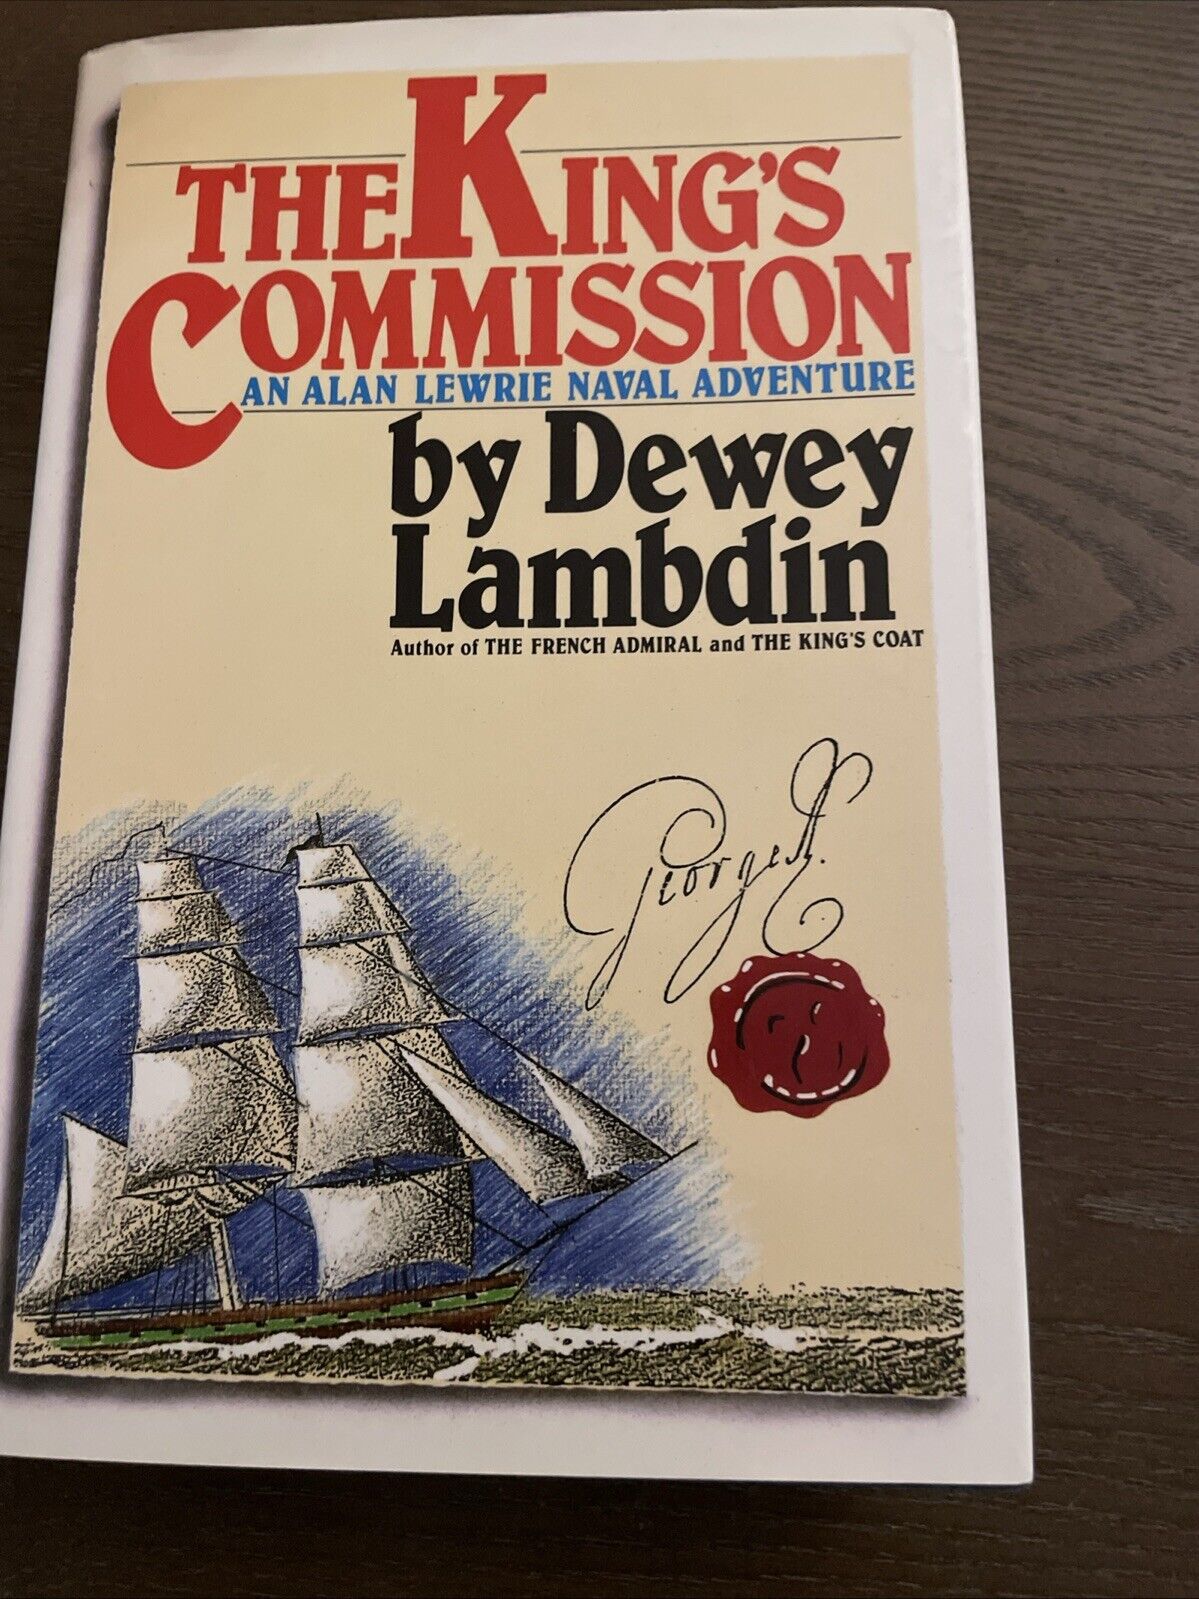 THE KING'S
COMMISSION
AN ALAN LEWRIE NAVAL ADVENTURE
by Dewey
Lambdin
Author of THE FRENCH ADMIRAL and THE KING'S COAT
George